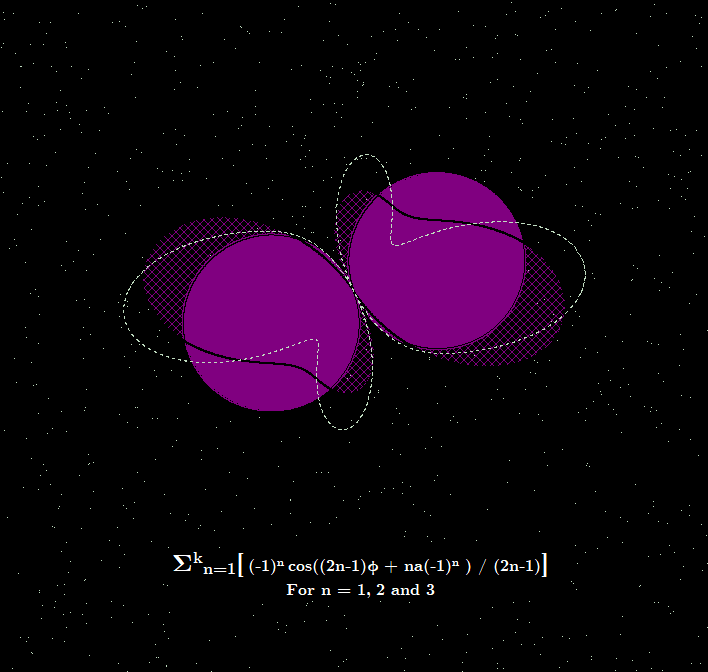 Σᵏₙ₌₁[ (-1)ⁿ cos((2n-1)ϕ + na(-1)ⁿ ) / (2n-1)]
For n = 1, 2 and 3